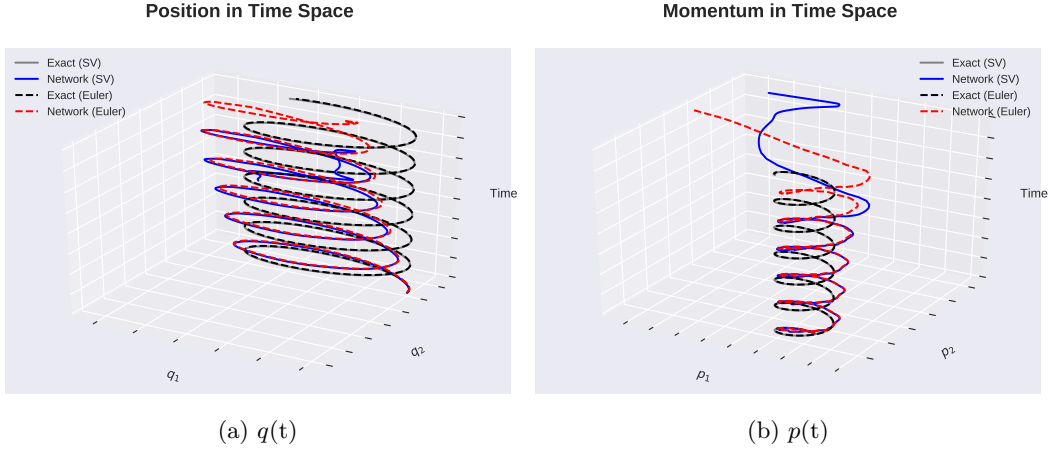 Position in Time Space
Exact (SV)
Network (SV)
Exact (Euler)
Network (Euler)
Time
q₁
q₂
(a) q(t)
Momentum in Time Space
Exact (SV)
Network (SV)
Exact (Euler)
Network (Euler)
Time
p₁
p₂
(b) p(t)